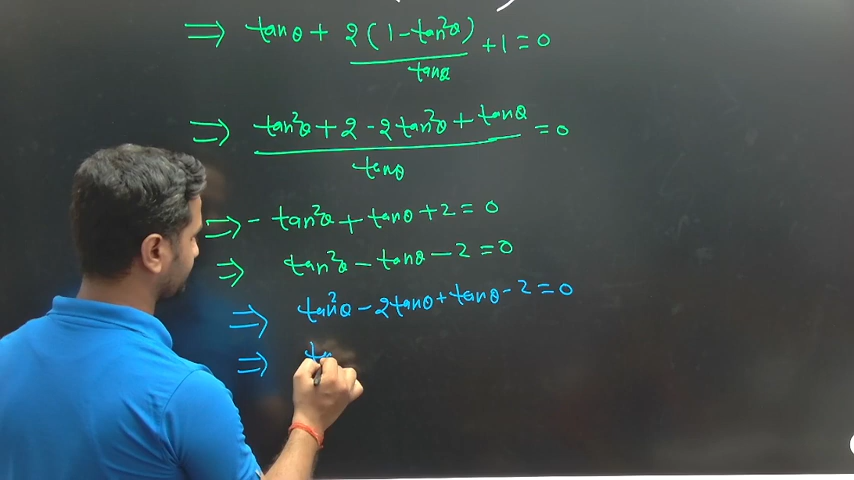 ⇒ tanθ + 2(1-tan²θ)/tanθ + 1 = 0
⇒ tan²θ + 2 - 2tan²θ + tanθ/tanθ = 0
⇒ - tan²θ + tanθ + 2 = 0
⇒ tan²θ - tanθ - 2 = 0
⇒ tan²θ - 2tanθ + tanθ - 2 = 0
⇒ ta